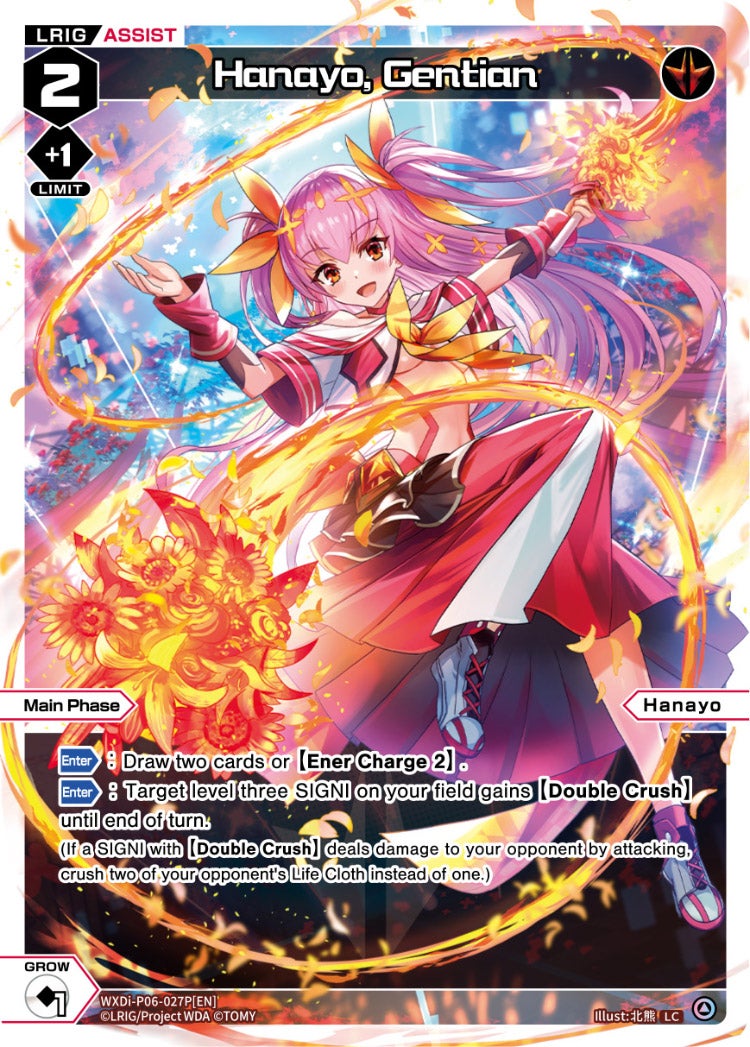 LRIG ASSIST
2
Hanayo, Gentian
+1
LIMIT
Main Phase
Hanayo
Enter : Draw two cards or 【Ener Charge 2】.
Enter : Target level three SIGNI on your field gains 【Double Crush】
until end of turn.
(If a SIGNI with 【Double Crush】 deals damage to your opponent by attacking,
crush two of your opponent's Life Cloth instead of one.)
GROW
1
WXDi-P06-027P[EN]
©LRIG/Project WDA ©TOMY
Illust:北熊 LC